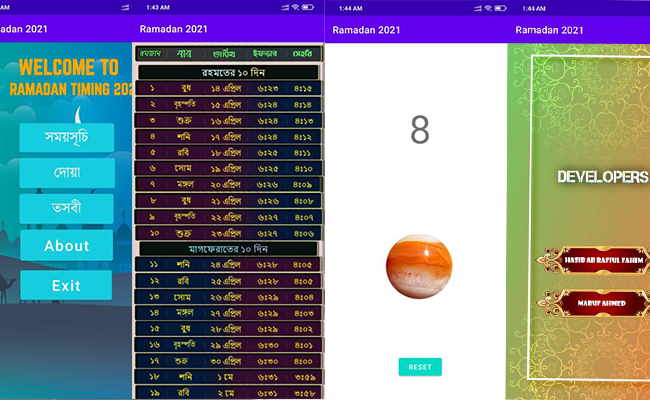 AM
adan 2021
WELCOME TO
RAMADAN TIMING 202
সময়সূচি
দোয়া
তসবী
About
Exit
1:43 AM
Ramadan 2021
রমজান বার তারিখ ইফতার সেহরি
রহমতের ১০ দিন
১ বুধ ১৪ এপ্রিল ৬:২৩ ৪:১৫
২ বৃহস্পতি ১৫ এপ্রিল ৬:২৪ ৪:১৪
৩ শুক্র ১৬ এপ্রিল ৬:২৪ ৪:১৩
৪ শনি ১৭ এপ্রিল ৬:২৪ ৪:১২
৫ রবি ১৮ এপ্রিল ৬:২৫ ৪:১১
৬ সোম ১৯ এপ্রিল ৬:২৫ ৪:১০
৭ মঙ্গল ২০ এপ্রিল ৬:২৬ ৪:০৯
৮ বুধ ২১ এপ্রিল ৬:২৬ ৪:০৮
৯ বৃহস্পতি ২২ এপ্রিল ৬:২৭ ৪:০৭
১০ শুক্র ২৩ এপ্রিল ৬:২৭ ৪:০৬
মাগফেরাতের ১০ দিন
১১ শনি ২৪ এপ্রিল ৬:২৮ ৪:০৫
১২ রবি ২৫ এপ্রিল ৬:২৮ ৪:০৫
১৩ সোম ২৬ এপ্রিল ৬:২৯ ৪:০৪
১৪ মঙ্গল ২৭ এপ্রিল ৬:২৯ ৪:০৩
১৫ বুধ ২৮ এপ্রিল ৬:২৯ ৪:০২
১৬ বৃহস্পতি ২৯ এপ্রিল ৬:৩০ ৪:০১
১৭ শুক্র ৩০ এপ্রিল ৬:৩০ ৪:০০
১৮ শনি ১ মে ৬:৩১ ৩:৫৯
১৯ রবি ২ মে ৬:৩১ ৩:৫৮
1:44 AM
Ramadan 2021
8
RESET
1:44 AM
Ramadan 2021
DEVELOPERS
HASIB AR RAFIUL FAHIM
MARUF AHMED